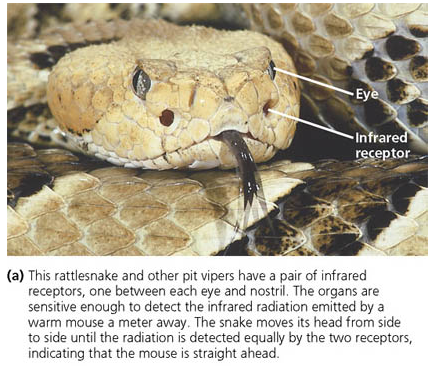 Eye
Infrared
receptor
(a) This rattlesnake and other pit vipers have a pair of infrared
receptors, one between each eye and nostril. The organs are
sensitive enough to detect the infrared radiation emitted by a
warm mouse a meter away. The snake moves its head from side
to side until the radiation is detected equally by the two receptors,
indicating that the mouse is straight ahead.